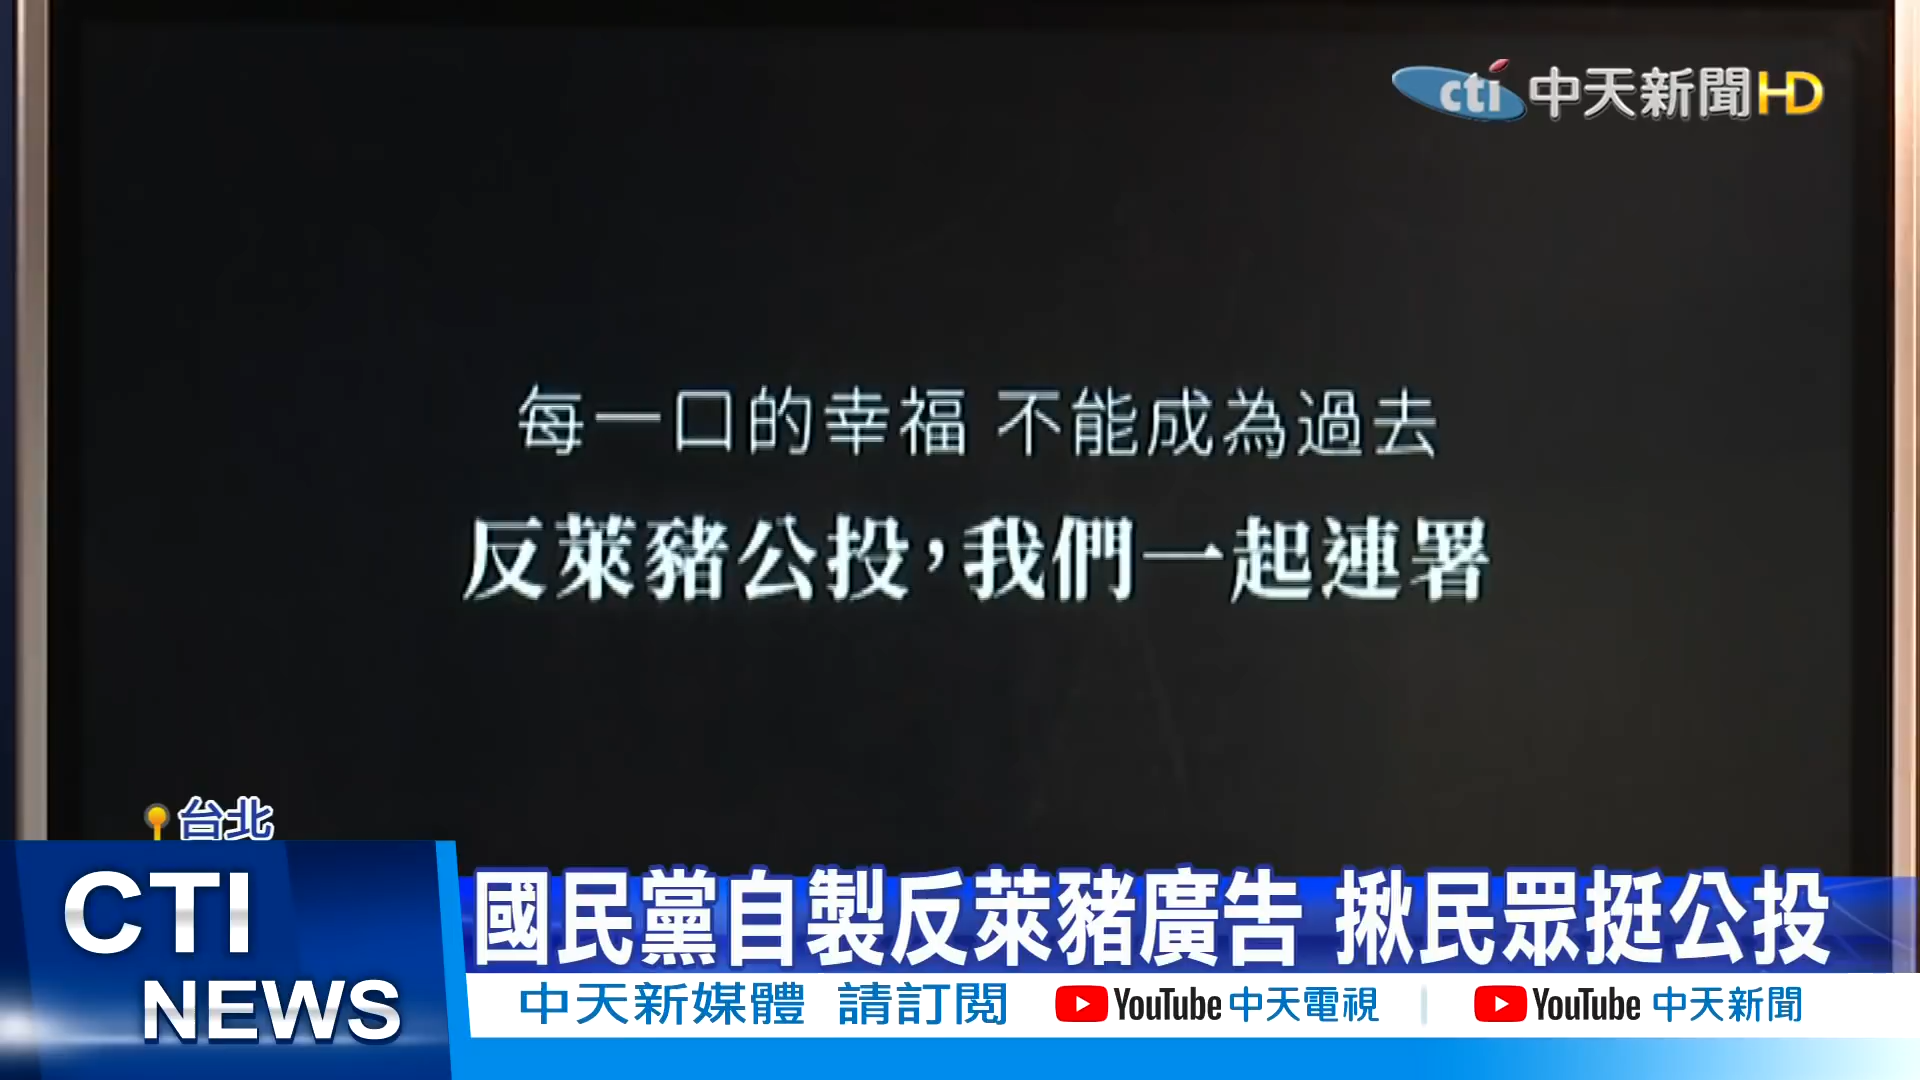 cti中天新聞HD
每一口的幸福 不能成為過去
反萊豬公投，我們一起連署
台北
CTI
NEWS
國民黨自製反萊豬廣告 揪民眾挺公投
中天新媒體 請訂閱 YouTube 中天電視 | YouTube 中天新聞